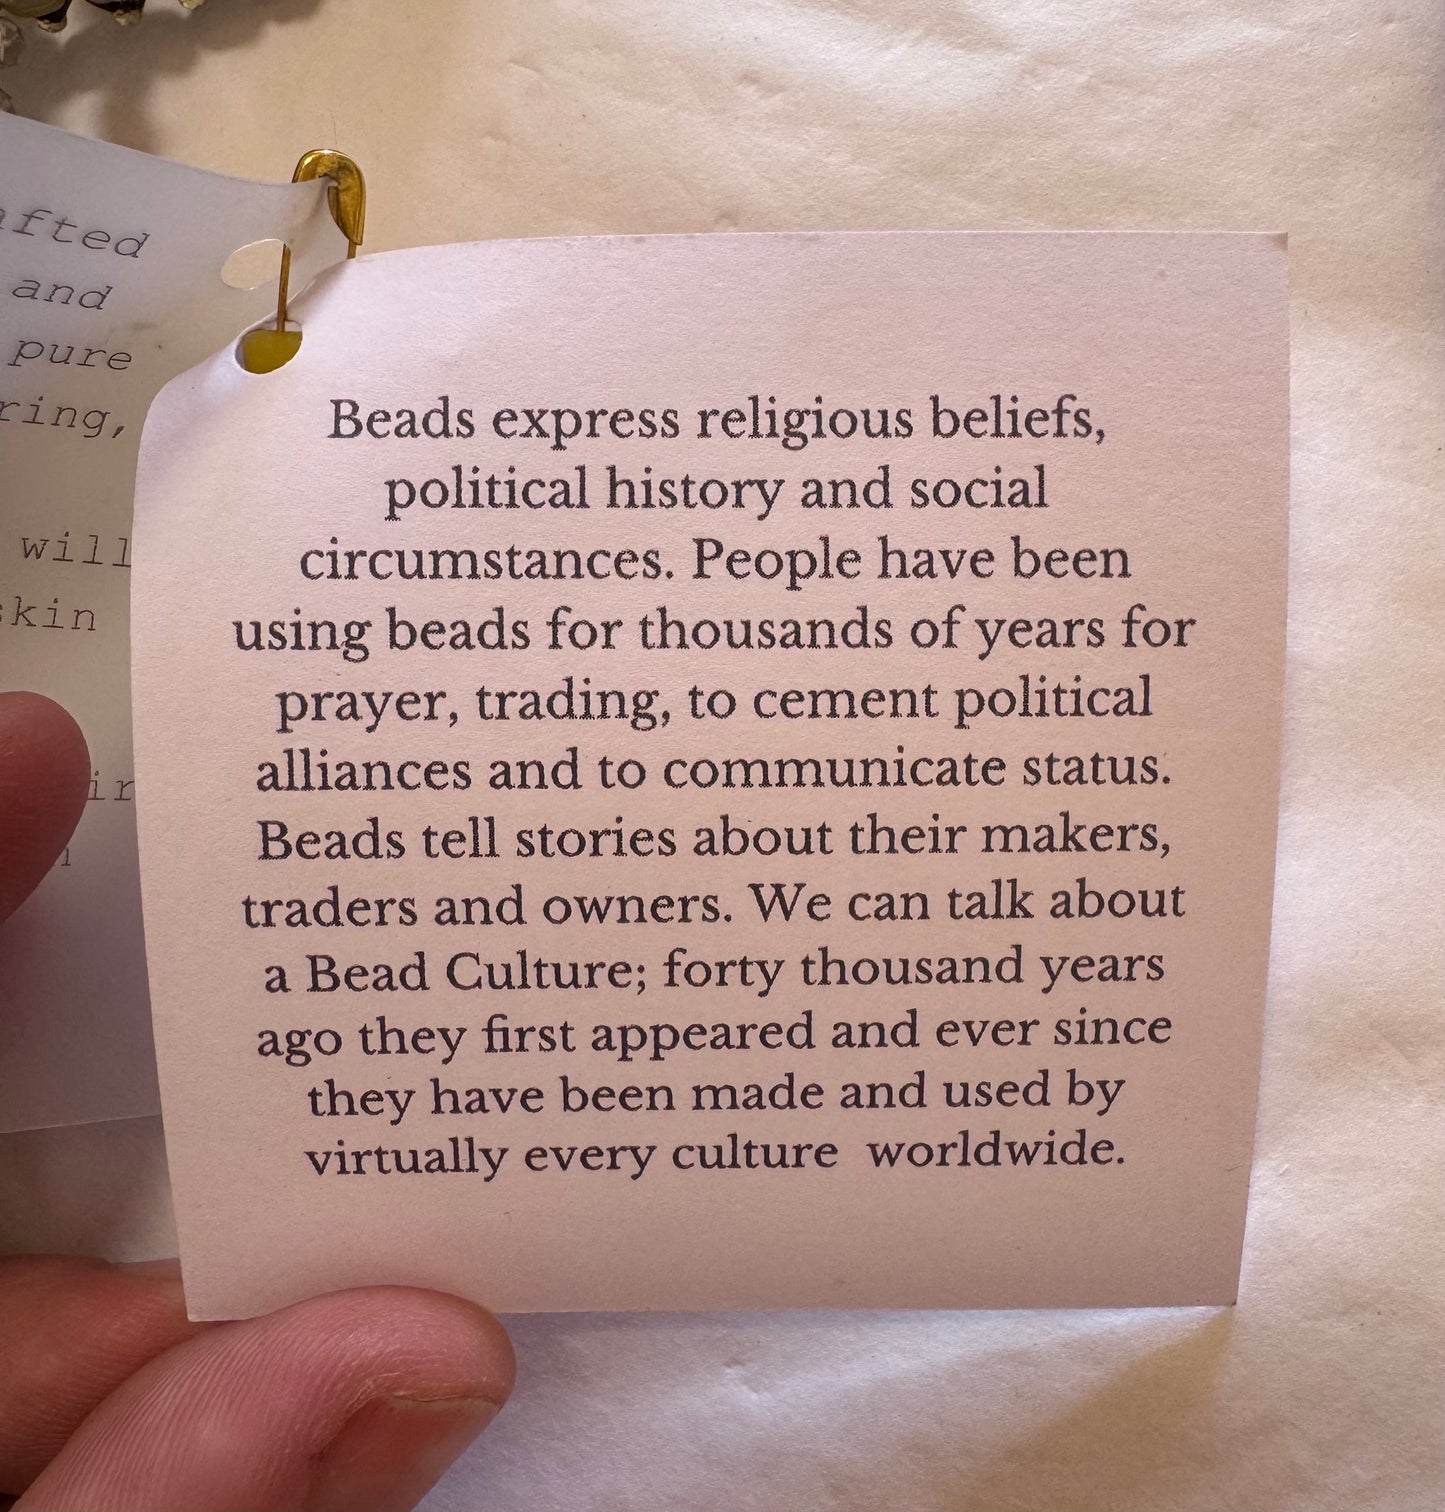 and
pure
will
Beads express religious beliefs,
political history and social
circumstances. People have been
using beads for thousands of years for
prayer, trading, to cement political
alliances and to communicate status.
Beads tell stories about their makers,
traders and owners. We can talk about
a Bead Culture; forty thousand years
ago they first appeared and ever since
they have been made and used by
virtually every culture  worldwide.